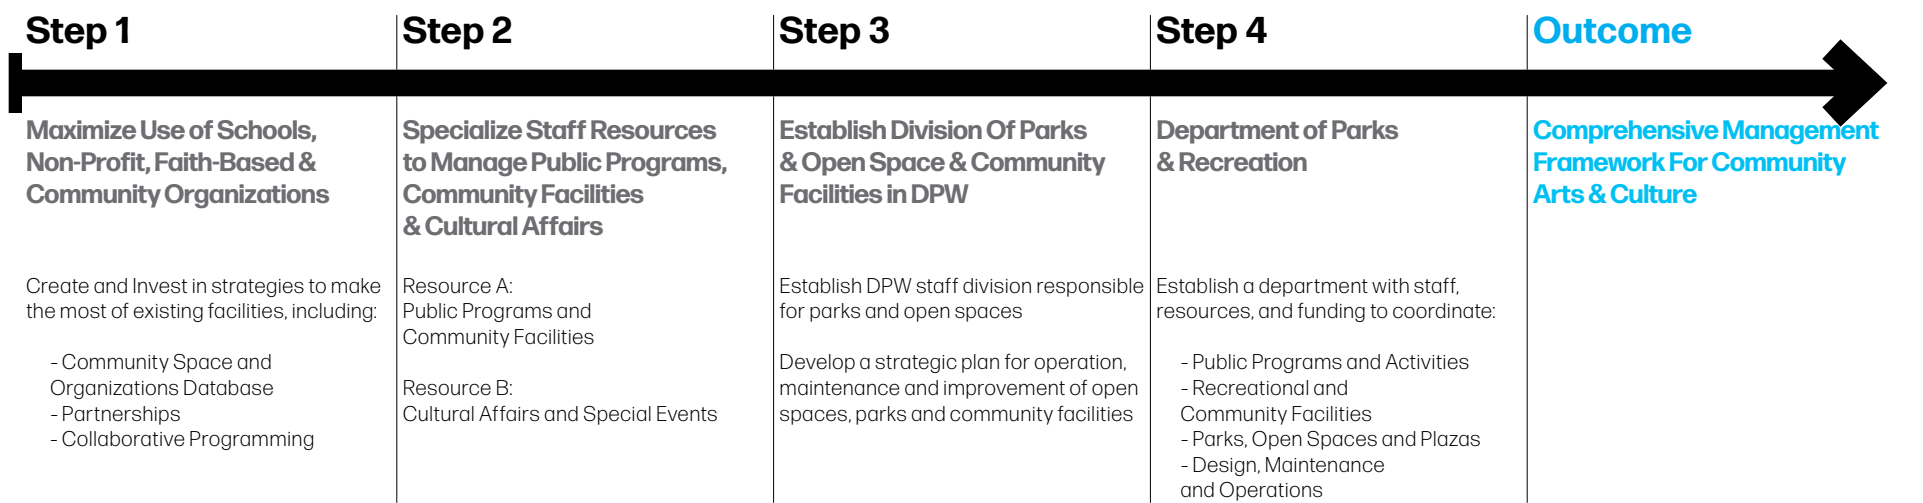 Step 1
Maximize Use of Schools,
Non-Profit, Faith-Based &
Community Organizations
Create and Invest in strategies to make
the most of existing facilities, including:
- Community Space and
Organizations Database
- Partnerships
- Collaborative Programming
Step 2
Specialize Staff Resources
to Manage Public Programs,
Community Facilities
& Cultural Affairs
Resource A:
Public Programs and
Community Facilities
Resource B:
Cultural Affairs and Special Events
Step 3
Establish Division Of Parks
& Open Space & Community
Facilities in DPW
Establish DPW staff division responsible
for parks and open spaces
Develop a strategic plan for operation,
maintenance and improvement of open
spaces, parks and community facilities
Step 4
Department of Parks
& Recreation
Establish a department with staff,
resources, and funding to coordinate:
- Public Programs and Activities
- Recreational and
Community Facilities
- Parks, Open Spaces and Plazas
- Design, Maintenance
and Operations
Outcome
Comprehensive Management
Framework For Community
Arts & Culture